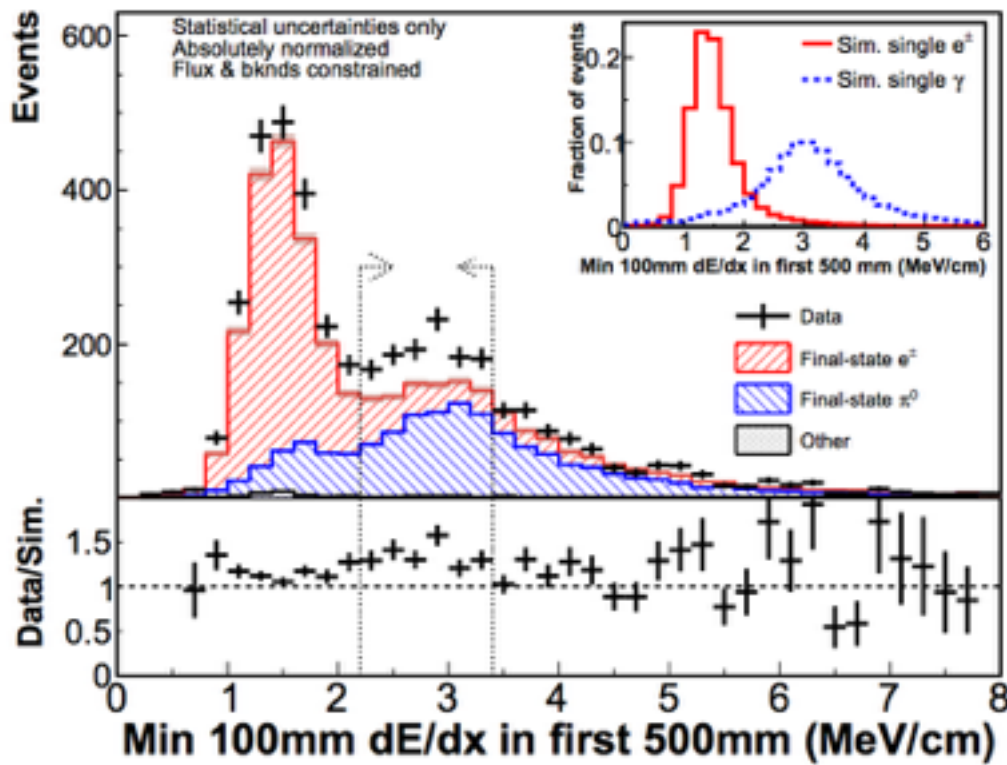 Events
600
400
200
Statistical uncertainties only
Absolutely normalized
Flux & bknds constrained
Fraction of events
0.2
0.1
0
Sim. single e±
Sim. single γ
0 1 2 3 4 5 6
Min 100mm dE/dx in first 500 mm (MeV/cm)
Data
Final-state e±
Final-state π⁰
Other
Data/Sim.
1.5
1
0.5
0
0 1 2 3 4 5 6 7 8
Min 100mm dE/dx in first 500mm (MeV/cm)